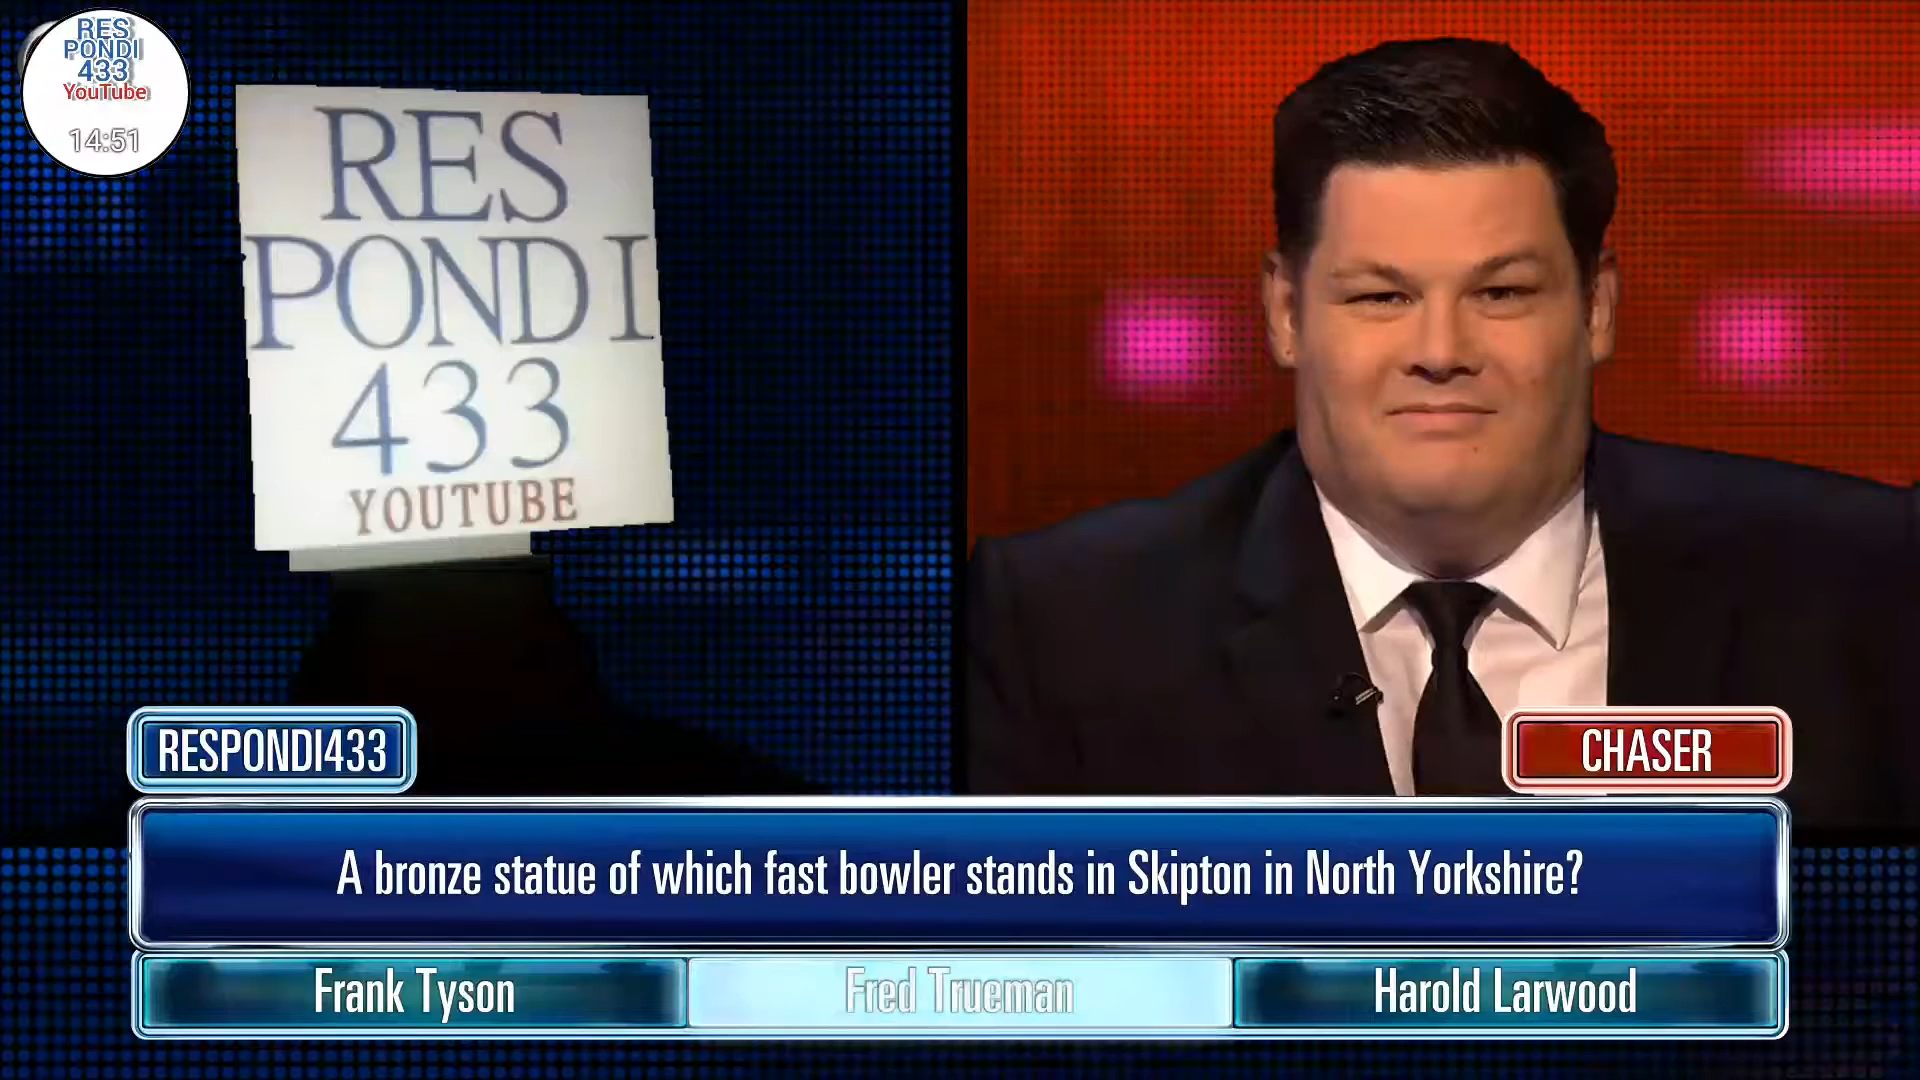 RES
PONDI
433
YouTube
14:51
RES
PONDI
433
YOUTUBE
RESPONDI433
CHASER
A bronze statue of which fast bowler stands in Skipton in North Yorkshire?
Frank Tyson
Fred Trueman
Harold Larwood